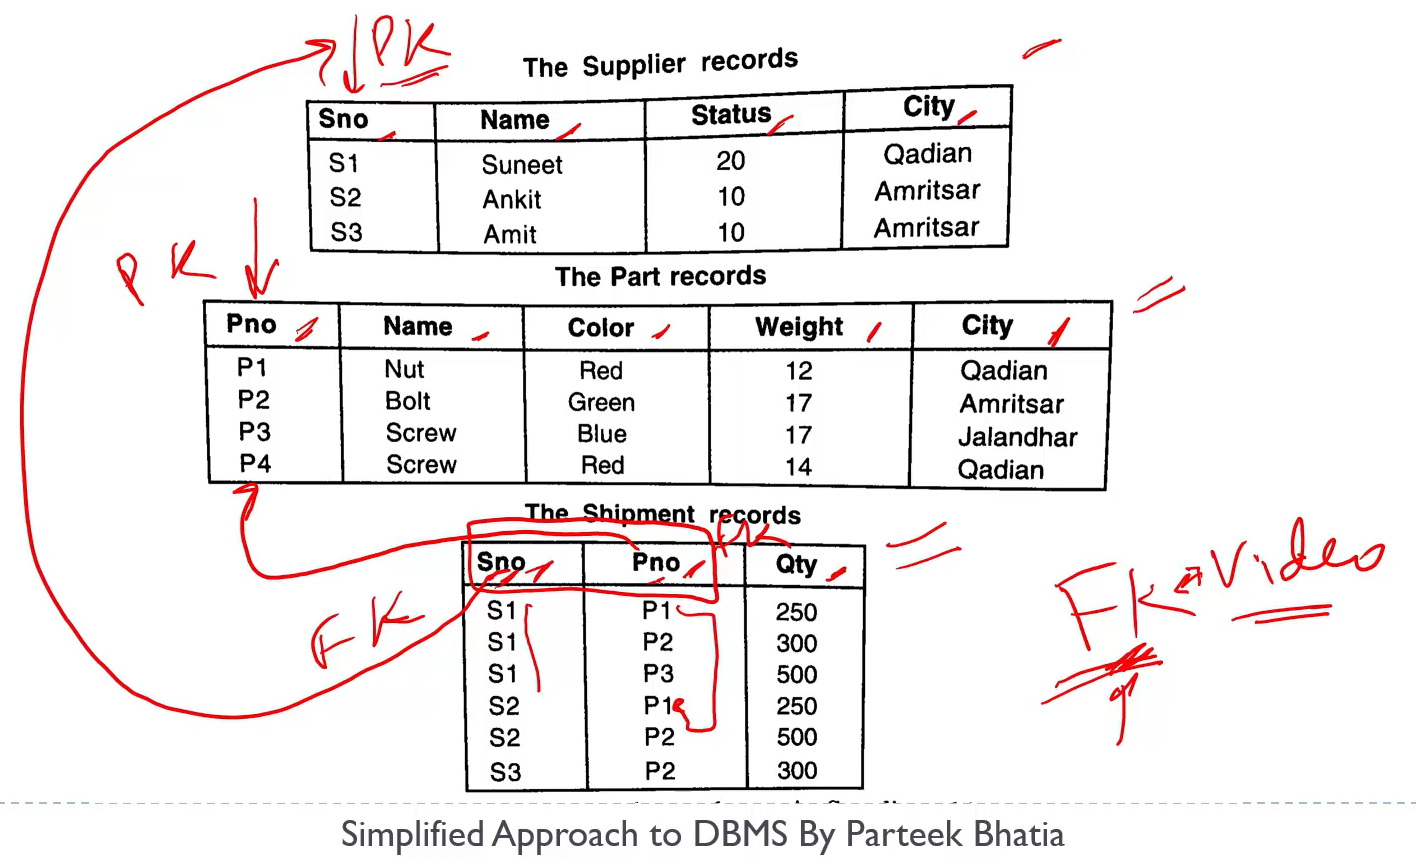 PK
The Supplier records
Sno Name Status City
S1 Suneet 20 Qadian
S2 Ankit 10 Amritsar
S3 Amit 10 Amritsar
PK
The Part records
Pno Name Color Weight City
P1 Nut Red 12 Qadian
P2 Bolt Green 17 Amritsar
P3 Screw Blue 17 Jalandhar
P4 Screw Red 14 Qadian
The Shipment records
PK
Sno Pno Qty
FK
FK Video
S1 P1 250
S1 P2 300
S1 P3 500
S2 P1 250
S2 P2 500
S3 P2 300
Simplified Approach to DBMS By Parteek Bhatia